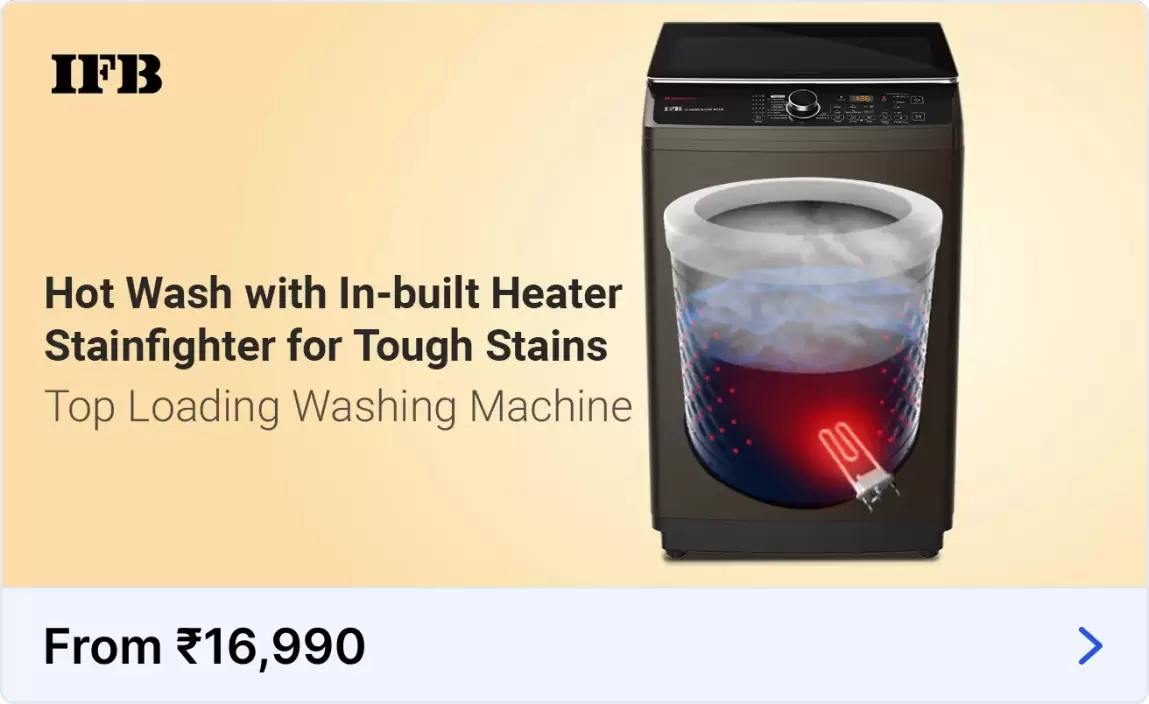 IFB
Hot Wash with In-built Heater
Stainfighter for Tough Stains
Top Loading Washing Machine
From ₹16,990